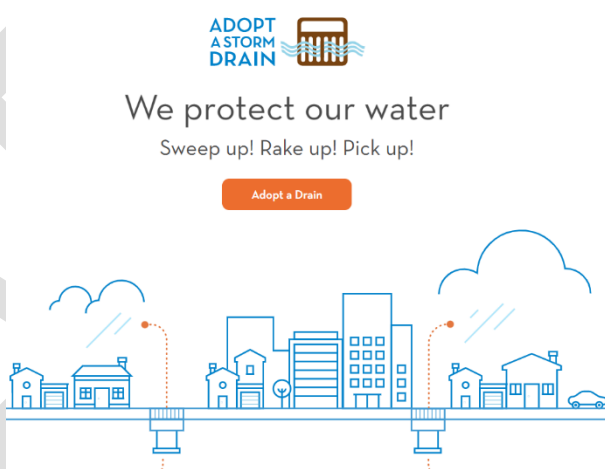 ADOPT
A STORM
DRAIN
We protect our water
Sweep up! Rake up! Pick up!
Adopt a Drain